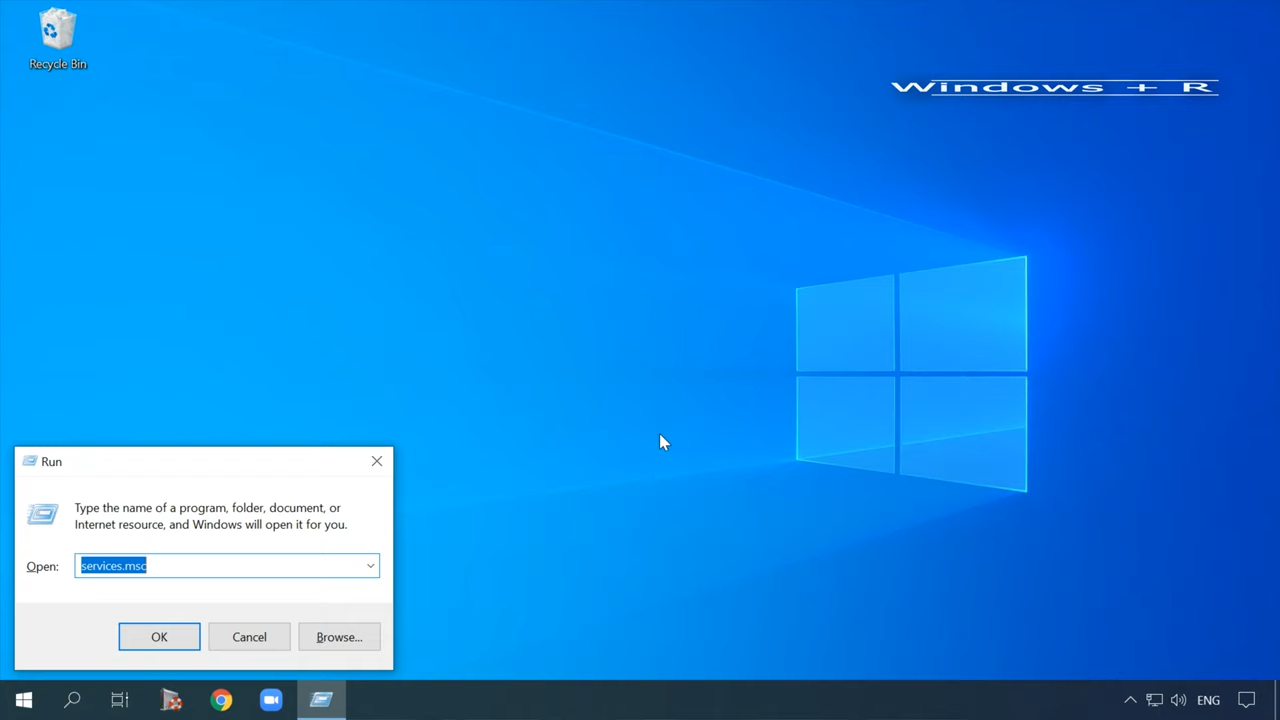 Recycle Bin
Windows + R
Run
Type the name of a program, folder, document, or
Internet resource, and Windows will open it for you.
Open:
services.msc
OK
Cancel
Browse...
ENG